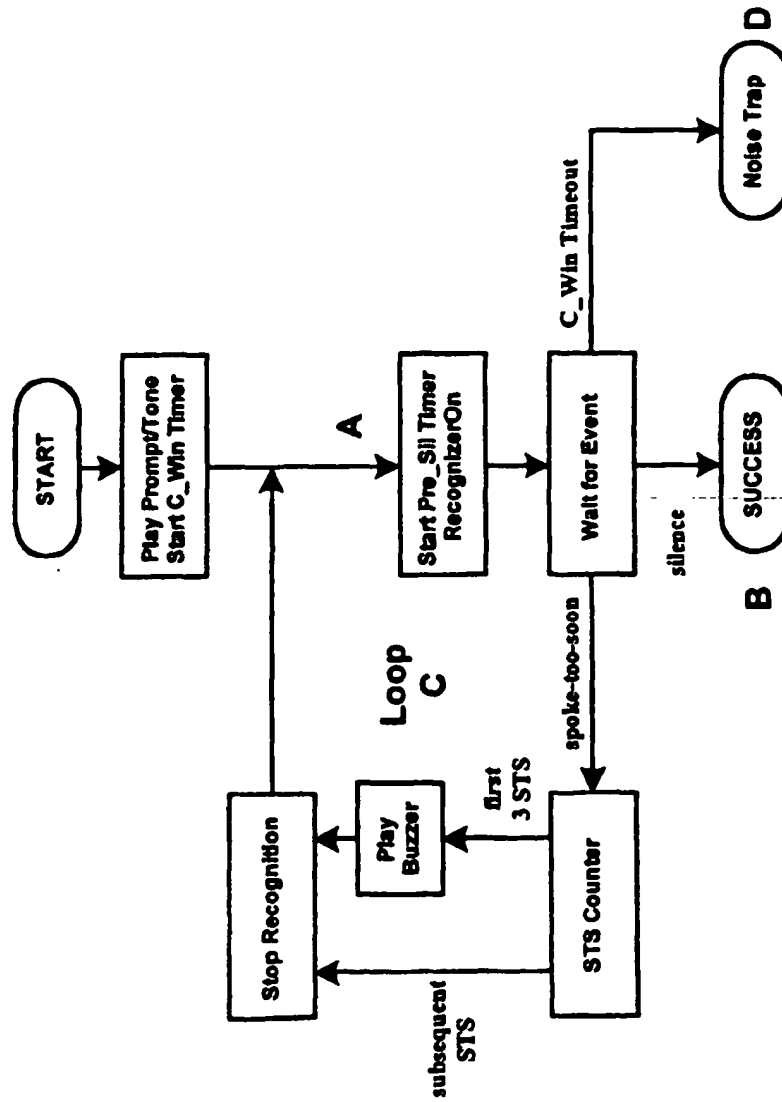 START
Play Prompt/Tone
Start C_Win Timer
A
Start Pre_Sil Timer
RecognizerOn
Wait for Event
C_Win Timeout
Noise Trap
D
silence
SUCCESS
B
spoke-too-soon
STS Counter
first
3 STS
Play
Buzzer
subsequent
STS
Stop Recognition
Loop
C